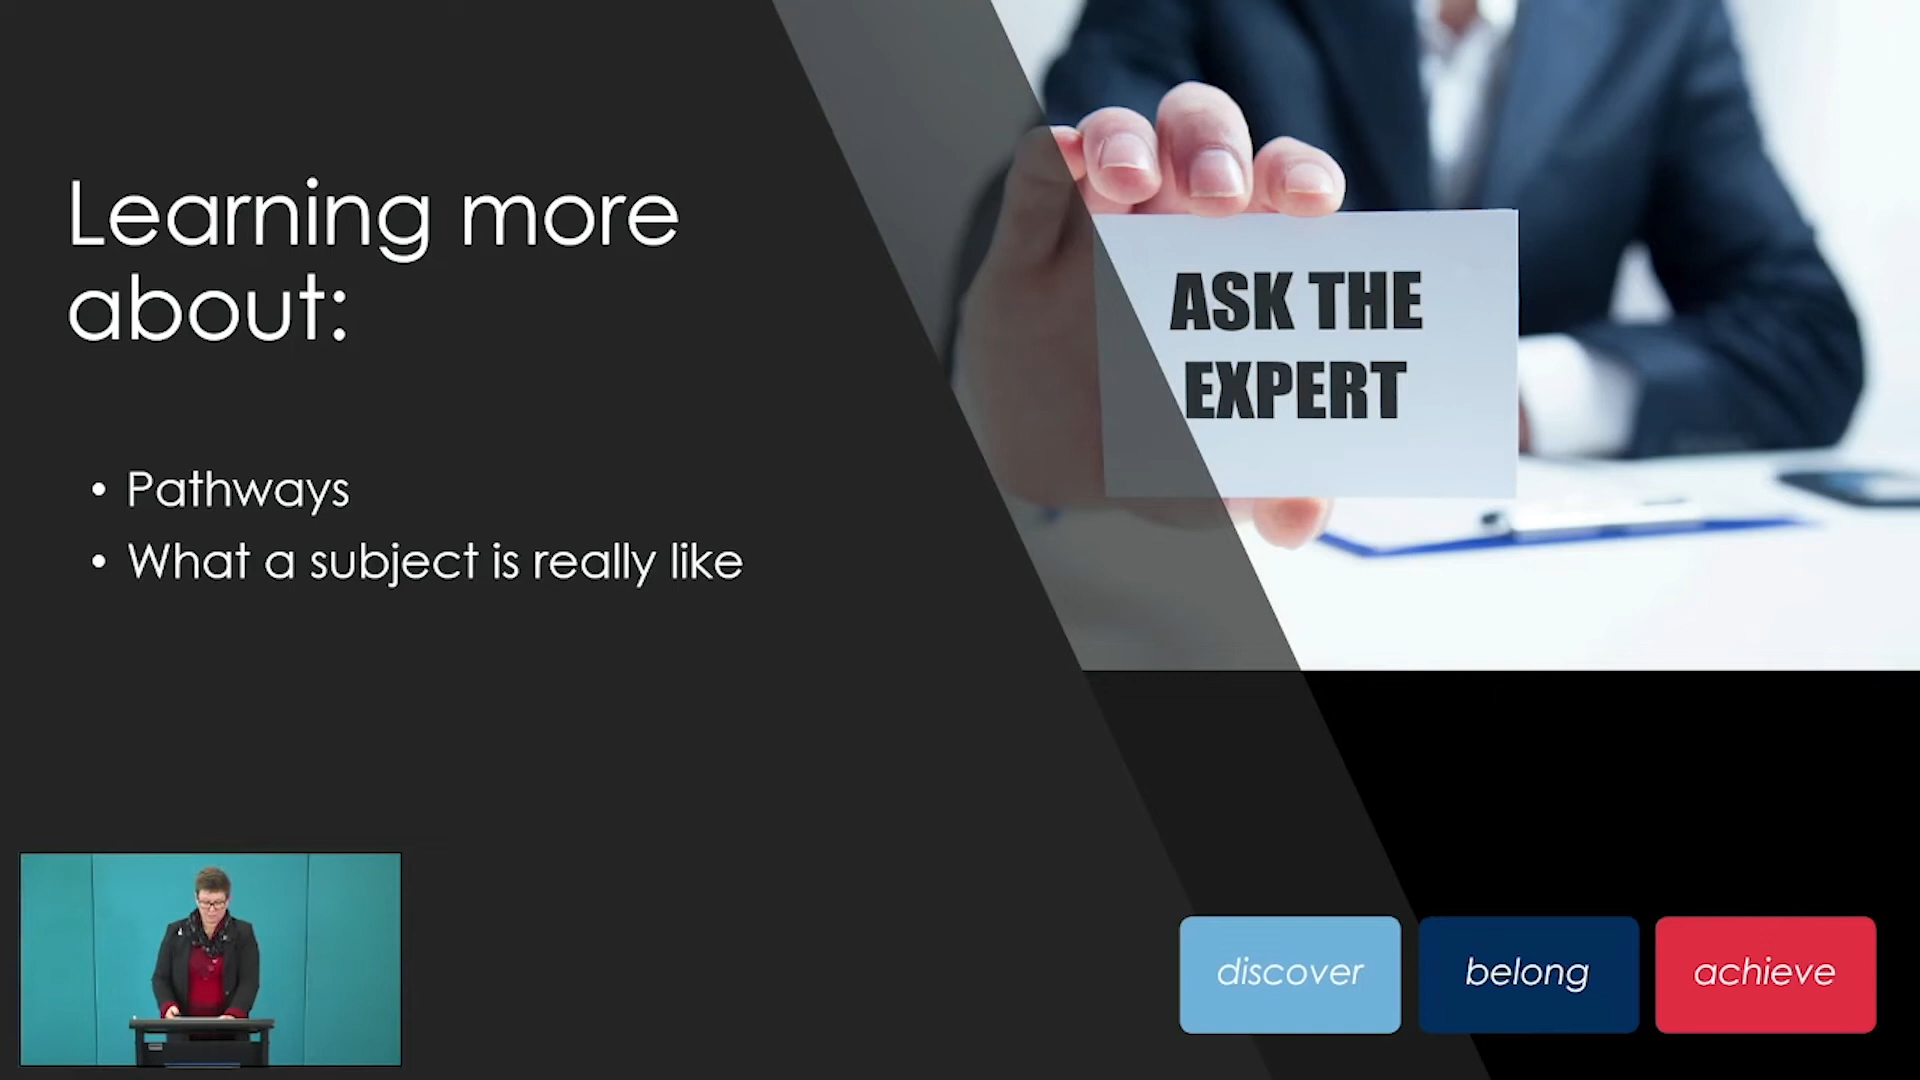 Learning more
about:
• Pathways
• What a subject is really like
ASK THE
EXPERT
discover
belong
achieve